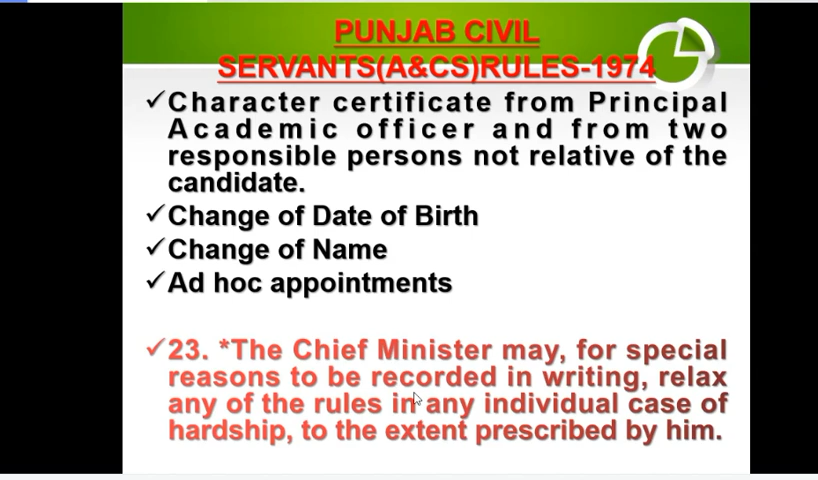 PUNJAB CIVIL
SERVANTS(A&CS)RULES-1974
✓Character certificate from Principal
Academic officer and from two
responsible persons not relative of the
candidate.
✓Change of Date of Birth
✓Change of Name
✓Ad hoc appointments
✓23. *The Chief Minister may, for special
reasons to be recorded in writing, relax
any of the rules in any individual case of
hardship, to the extent prescribed by him.